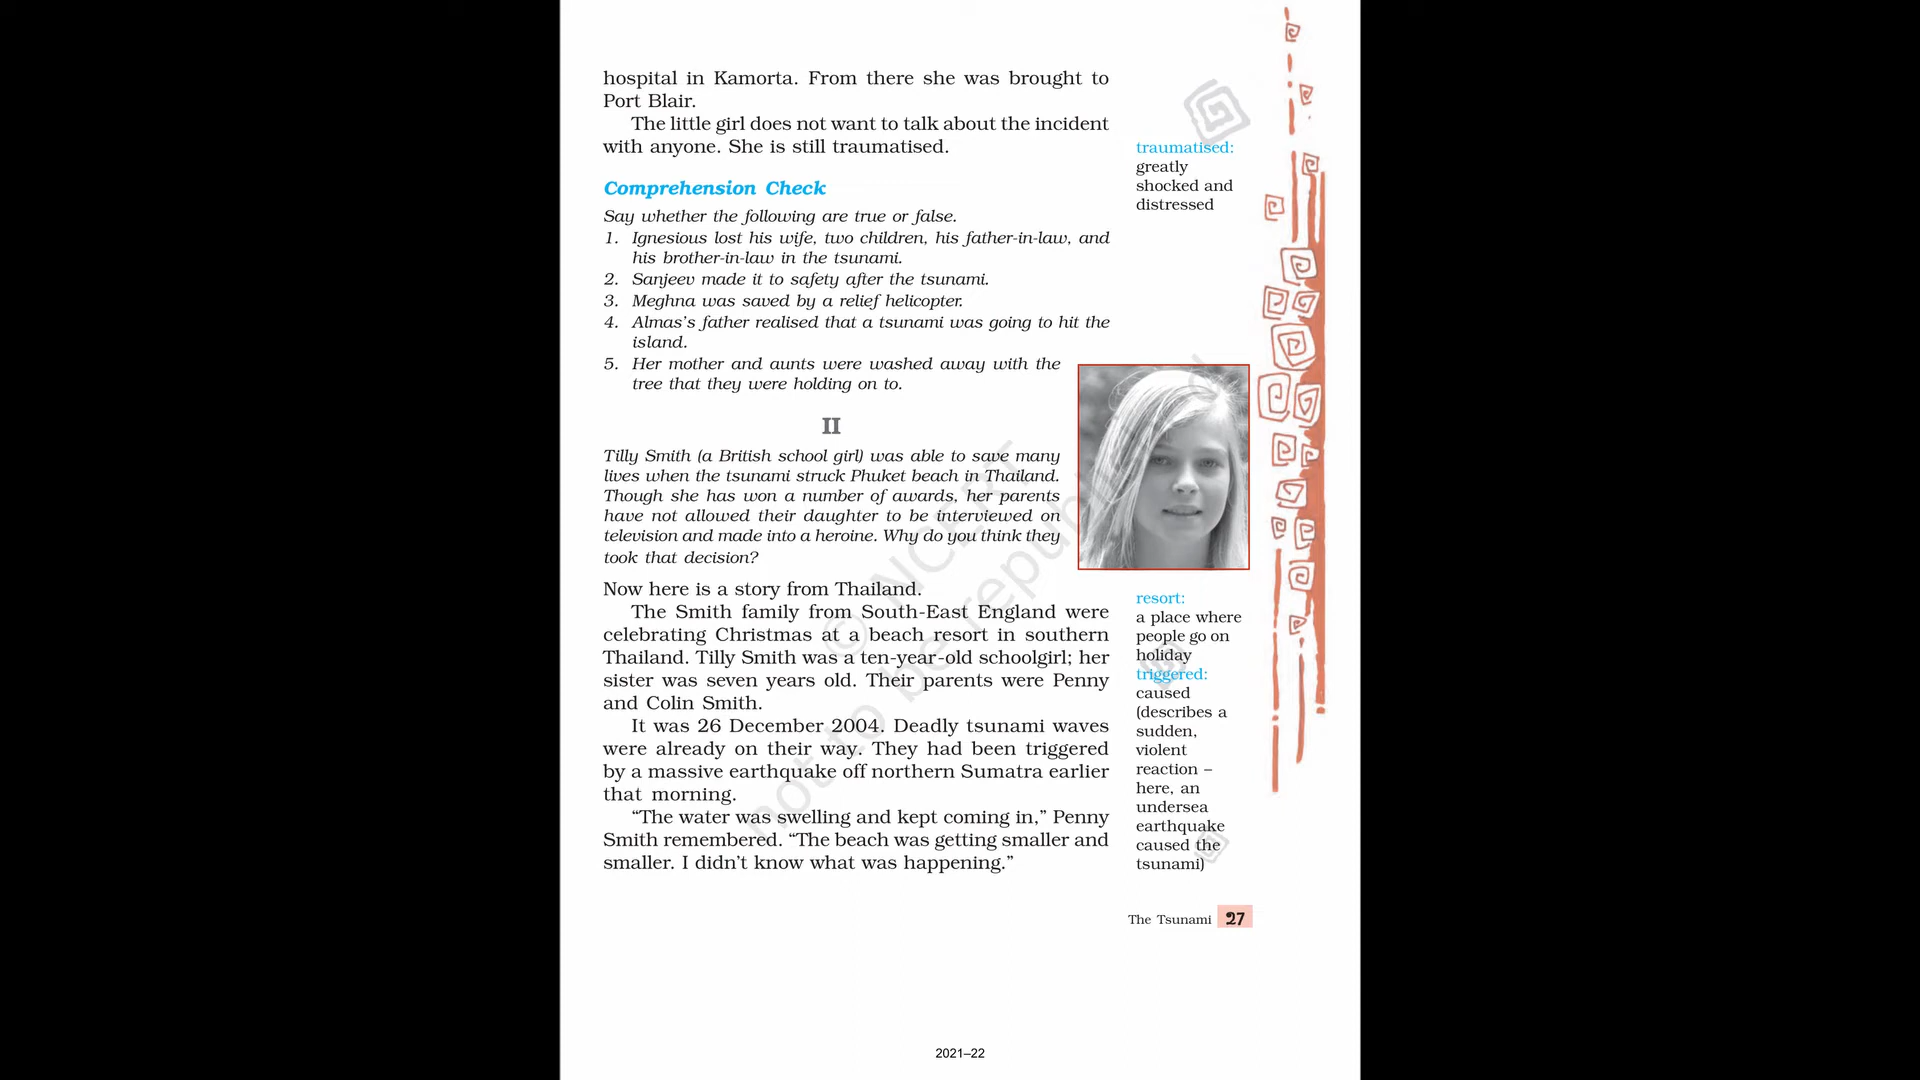 hospital in Kamorta. From there she was brought to
Port Blair.
The little girl does not want to talk about the incident
with anyone. She is still traumatised.
traumatised:
greatly
shocked and
distressed
Comprehension Check
Say whether the following are true or false.
1. Ignesious lost his wife, two children, his father-in-law, and
his brother-in-law in the tsunami.
2. Sanjeev made it to safety after the tsunami.
3. Meghna was saved by a relief helicopter.
4. Almas's father realised that a tsunami was going to hit the
island.
5. Her mother and aunts were washed away with the
tree that they were holding on to.
II
Tilly Smith (a British school girl) was able to save many
lives when the tsunami struck Phuket beach in Thailand.
Though she has won a number of awards, her parents
have not allowed their daughter to be interviewed on
television and made into a heroine. Why do you think they
took that decision?
Now here is a story from Thailand.
The Smith family from South-East England were
celebrating Christmas at a beach resort in southern
Thailand. Tilly Smith was a ten-year-old schoolgirl; her
sister was seven years old. Their parents were Penny
and Colin Smith.
It was 26 December 2004. Deadly tsunami waves
were already on their way. They had been triggered
by a massive earthquake off northern Sumatra earlier
that morning.
“The water was swelling and kept coming in,” Penny
Smith remembered. “The beach was getting smaller and
smaller. I didn't know what was happening.”
resort:
a place where
people go on
holiday
triggered:
caused
(describes a
sudden,
violent
reaction –
here, an
undersea
earthquake
caused the
tsunami)
© NCERT
not to be republ
The Tsunami 27
2021–22